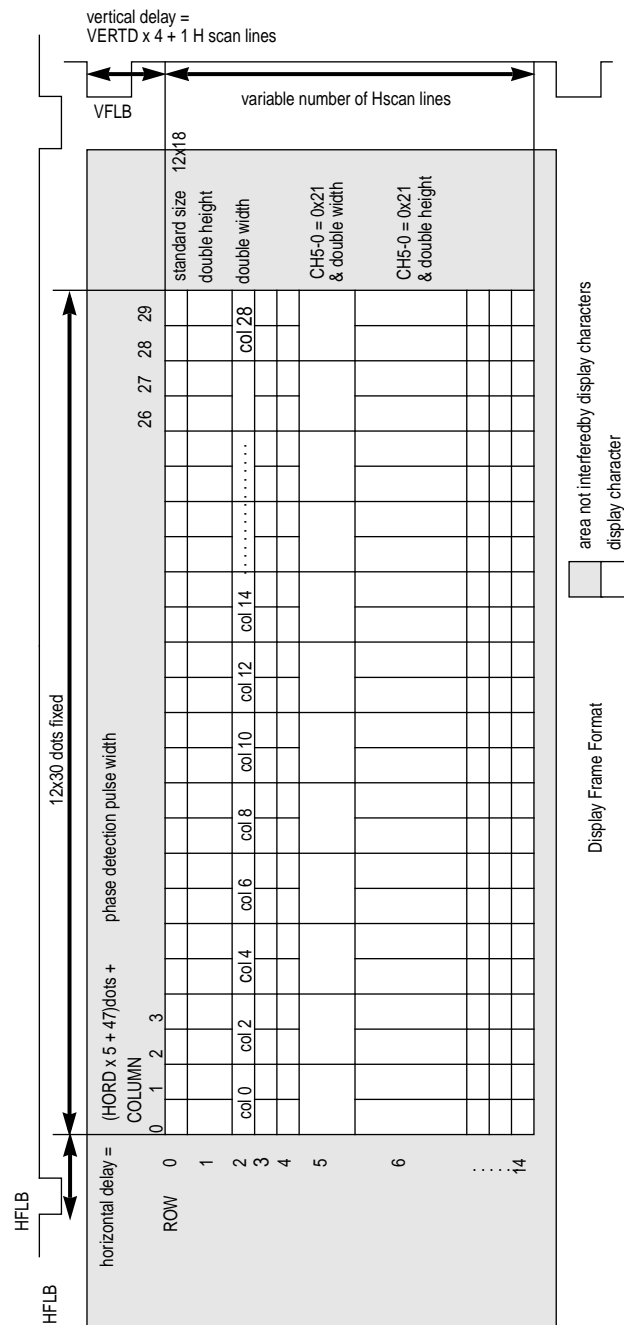 vertical delay =
VERTD x 4 + 1 H scan lines
VFLB
variable number of Hscan lines
HFLB
HFLB
12x30 dots fixed
horizontal delay =
(HORD x 5 + 47)dots +
phase detection pulse width
COLUMN
0 1 2 3 26 27 28 29
ROW
0
standard size 12x18
1
double height
2
col 0 col 2 col 4 col 6 col 8 col 10 col 12 col 14 . . . . . . . . . . . . . col 28
double width
3
4
5
CH5-0 = 0x21
& double width
6
CH5-0 = 0x21
& double height
. . . . .
14
area not interferedby display characters
display character
Display Frame Format